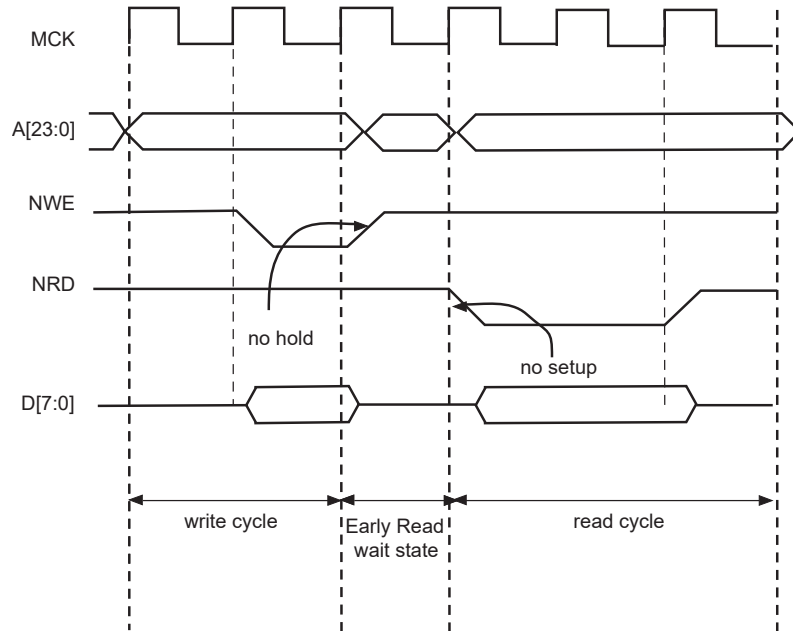 MCK
A[23:0]
NWE
NRD
no hold
no setup
D[7:0]
write cycle
Early Read
wait state
read cycle